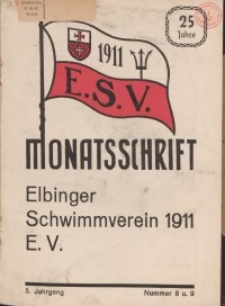 1911
25
Jahre
E.S.V.
MONATSSCHRIFT
Elbinger
Schwimmverein 1911
E. V.
5. Jahrgang Nummer 8 u. 9